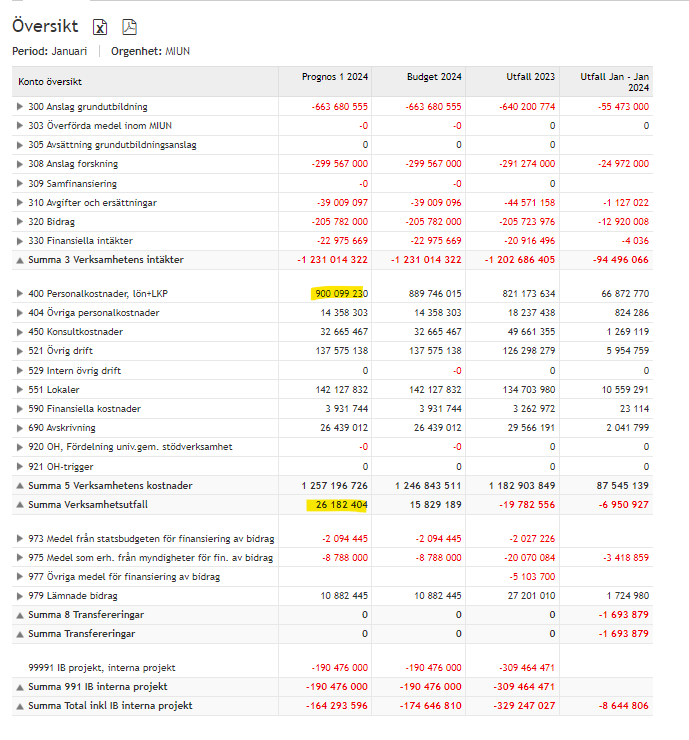 Översikt
Period: Januari Orgenhet: MIUN
Konto översikt Prognos 1 2024 Budget 2024 Utfall 2023 Utfall Jan - Jan 2024
300 Anslag grundutbildning -663 680 555 -663 680 555 -640 200 774 -55 473 000
303 Överförda medel inom MIUN -0 -0 0 0
305 Avsättning grundutbildningsanslag 0 0 0
308 Anslag forskning -299 567 000 -299 567 000 -291 274 000 -24 972 000
309 Samfinansiering -0 -0 0
310 Avgifter och ersättningar -39 009 097 -39 009 096 -44 571 158 -1 127 022
320 Bidrag -205 782 000 -205 782 000 -205 723 976 -12 920 008
330 Finansiella intäkter -22 975 669 -22 975 669 -20 916 496 -4 036
Summa 3 Verksamhetens intäkter -1 231 014 322 -1 231 014 322 -1 202 686 405 -94 496 066
400 Personalkostnader, lön+LKP 900 099 230 889 746 015 821 173 634 66 872 770
404 Övriga personalkostnader 14 358 303 14 358 303 18 237 438 824 286
450 Konsultkostnader 32 665 467 32 665 467 49 661 355 1 269 119
521 Övrig drift 137 575 138 137 575 138 126 298 279 5 954 759
529 Intern övrig drift 0 -0 0 0
551 Lokaler 142 127 832 142 127 832 134 703 980 10 559 291
590 Finansiella kostnader 3 931 744 3 931 744 3 262 972 23 114
690 Avskrivning 26 439 012 26 439 012 29 566 191 2 041 799
920 OH, Fördelning univ.gem. stödverksamhet -0 -0 0 0
921 OH-trigger 0 0 0 0
Summa 5 Verksamhetens kostnader 1 257 196 726 1 246 843 511 1 182 903 849 87 545 139
Summa Verksamhetsutfall 26 182 404 15 829 189 -19 782 556 -6 950 927
973 Medel från statsbudgeten för finansiering av bidrag -2 094 445 -2 094 445 -2 027 226
975 Medel som erh. från myndigheter för fin. av bidrag -8 788 000 -8 788 000 -20 070 084 -3 418 859
977 Övriga medel för finansiering av bidrag -5 103 700
979 Lämnade bidrag 10 882 445 10 882 445 27 201 010 1 724 980
Summa 8 Transfereringar 0 0 0 -1 693 879
Summa Transfereringar 0 0 0 -1 693 879
99991 IB projekt, interna projekt -190 476 000 -190 476 000 -309 464 471
Summa 991 IB interna projekt -190 476 000 -190 476 000 -309 464 471
Summa Total inkl IB interna projekt -164 293 596 -174 646 810 -329 247 027 -8 644 806